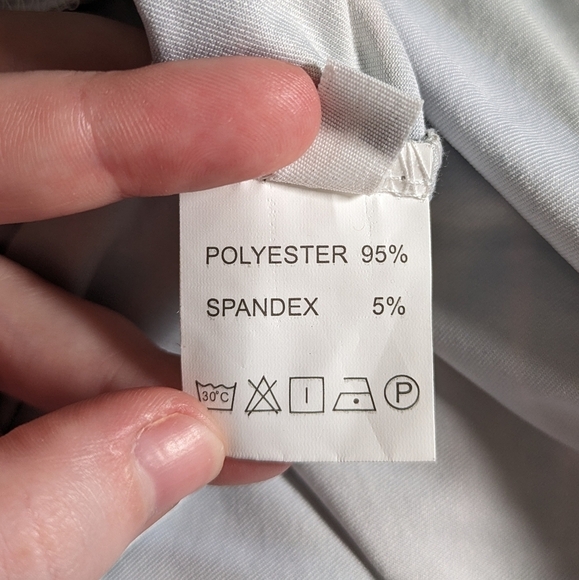 POLYESTER 95%
SPANDEX 5%
30°C I P